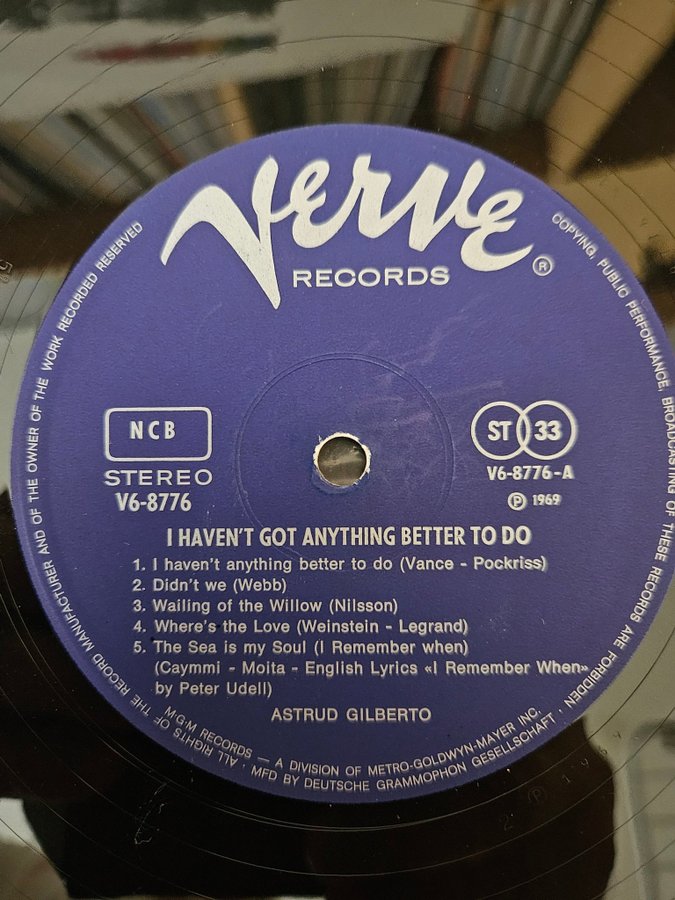 Verve
RECORDS ®
NCB
STEREO
V6-8776
ST 33
V6-8776-A
℗ 1969
I HAVEN'T GOT ANYTHING BETTER TO DO
1. I haven't anything better to do (Vance - Pockriss)
2. Didn't we (Webb)
3. Wailing of the Willow (Nilsson)
4. Where's the Love (Weinstein - Legrand)
5. The Sea is my Soul (I Remember when)
(Caymmi - Moita - English Lyrics «I Remember When»
by Peter Udell)
ASTRUD GILBERTO
M·G·M RECORDS — A DIVISION OF METRO-GOLDWYN-MAYER INC.
ALL RIGHTS OF THE RECORD MANUFACTURER AND OF THE OWNER OF THE WORK RECORDED RESERVED
COPYING, PUBLIC PERFORMANCE, BROADCASTING OF THESE RECORDS ARE FORBIDDEN · MFD BY DEUTSCHE GRAMMOPHON GESELLSCHAFT ·